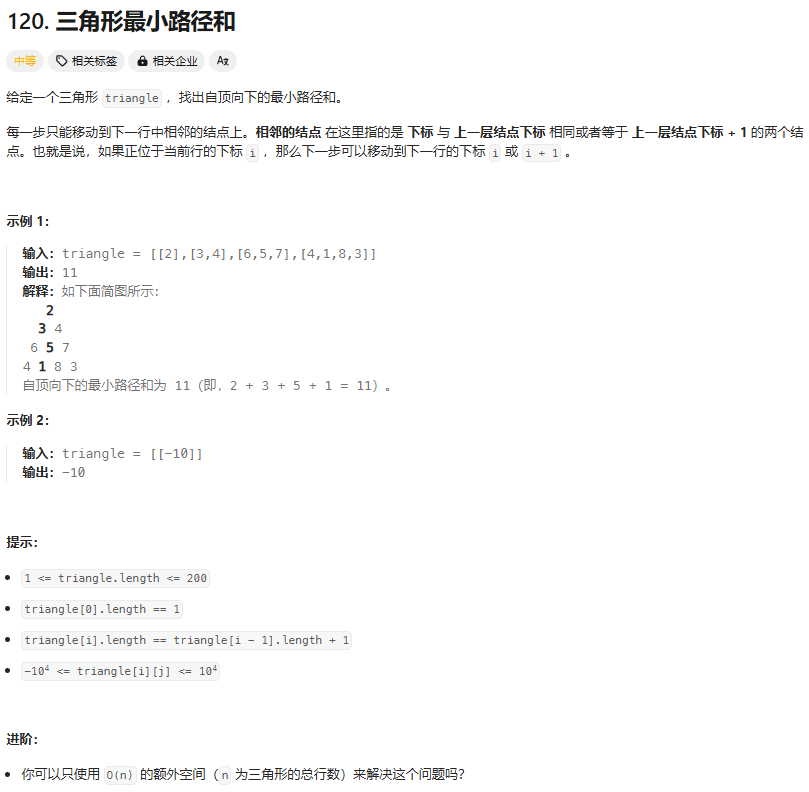 120. 三角形最小路径和
中等 相关标签 相关企业 Ax
给定一个三角形 triangle ，找出自顶向下的最小路径和。
每一步只能移动到下一行中相邻的结点上。相邻的结点 在这里指的是 下标 与 上一层结点下标 相同或者等于 上一层结点下标 + 1 的两个结
点。也就是说，如果正位于当前行的下标 i ，那么下一步可以移动到下一行的下标 i 或 i + 1 。
示例 1：
输入：triangle = [[2],[3,4],[6,5,7],[4,1,8,3]]
输出：11
解释：如下面简图所示：
2
3 4
6 5 7
4 1 8 3
自顶向下的最小路径和为 11（即，2 + 3 + 5 + 1 = 11）。
示例 2：
输入：triangle = [[-10]]
输出：-10
提示：
1 <= triangle.length <= 200
triangle[0].length == 1
triangle[i].length == triangle[i - 1].length + 1
-10⁴ <= triangle[i][j] <= 10⁴
进阶：
你可以只使用 O(n) 的额外空间（n 为三角形的总行数）来解决这个问题吗？